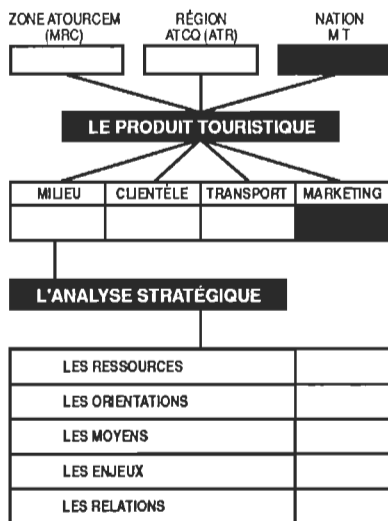 ZONE ATOURCEM RÉGION NATION
(MRC) ATCQ (ATR) MT
LE PRODUIT TOURISTIQUE
MILIEU CLIENTÈLE TRANSPORT MARKETING
L'ANALYSE STRATÉGIQUE
LES RESSOURCES
LES ORIENTATIONS
LES MOYENS
LES ENJEUX
LES RELATIONS